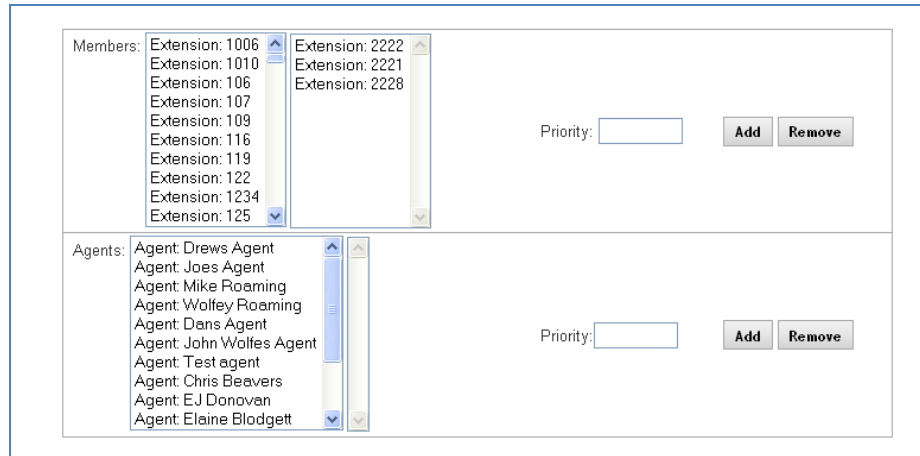 Members:
Extension: 1006
Extension: 1010
Extension: 106
Extension: 107
Extension: 109
Extension: 116
Extension: 119
Extension: 122
Extension: 1234
Extension: 125
Extension: 2222
Extension: 2221
Extension: 2228
Priority:
Add
Remove
Agents:
Agent: Drews Agent
Agent: Joes Agent
Agent: Mike Roaming
Agent: Wolfey Roaming
Agent: Dans Agent
Agent: John Wolfes Agent
Agent: Test agent
Agent: Chris Beavers
Agent: EJ Donovan
Agent: Elaine Blodgett
Priority:
Add
Remove